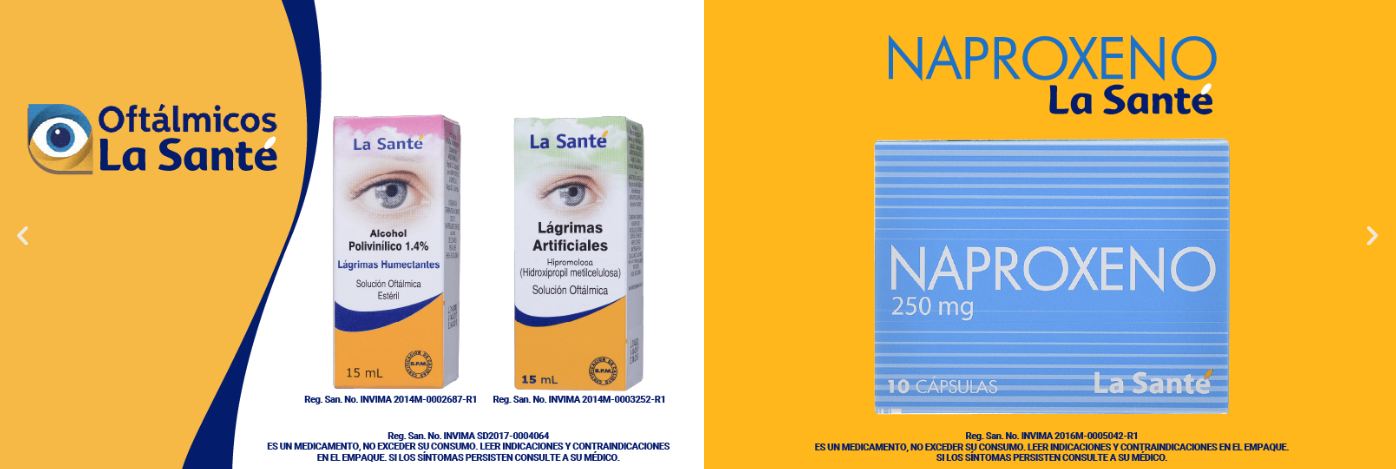 Oftálmicos
La Santé
La Santé
Alcohol
Polivinílico 1.4%
Lágrimas Humectantes
Solución Oftálmica
Estéril
15 mL
B.P.M.
La Santé
Lágrimas
Artificiales
Hipromelosa
(Hidroxipropil metilcelulosa)
Solución Oftálmica
15 mL
B.P.M.
Reg. San. No. INVIMA 2014M-0002687-R1
Reg. San. No. INVIMA 2014M-0003252-R1
Reg. San. No. INVIMA SD2017-0004064
ES UN MEDICAMENTO, NO EXCEDER SU CONSUMO. LEER INDICACIONES Y CONTRAINDICACIONES
EN EL EMPAQUE. SI LOS SÍNTOMAS PERSISTEN CONSULTE A SU MÉDICO.
NAPROXENO
La Santé
NAPROXENO
250 mg
10 CÁPSULAS
La Santé
Reg. San. No. INVIMA 2016M-0005042-R1
ES UN MEDICAMENTO, NO EXCEDER SU CONSUMO. LEER INDICACIONES Y CONTRAINDICACIONES EN EL EMPAQUE.
SI LOS SÍNTOMAS PERSISTEN CONSULTE A SU MÉDICO.